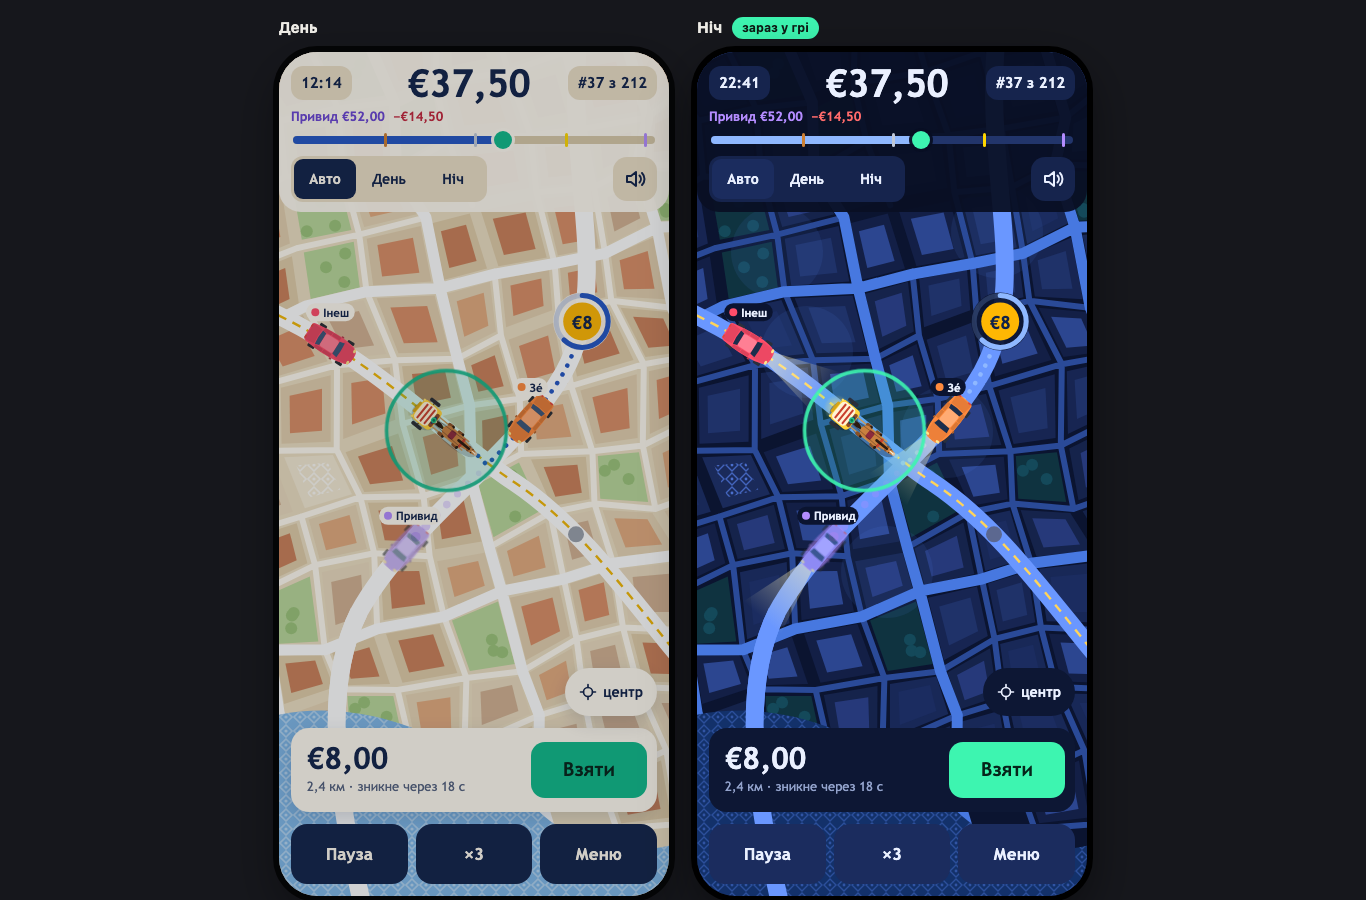 День
12:14
€37,50
#37 з 212
Привид €52,00 −€14,50
Авто
День
Ніч
Інеш
€8
Зé
Привид
центр
€8,00
2,4 км · зникне через 18 с
Взяти
Пауза
×3
Меню
Ніч
зараз у грі
22:41
€37,50
#37 з 212
Привид €52,00 −€14,50
Авто
День
Ніч
Інеш
€8
Зé
Привид
центр
€8,00
2,4 км · зникне через 18 с
Взяти
Пауза
×3
Меню